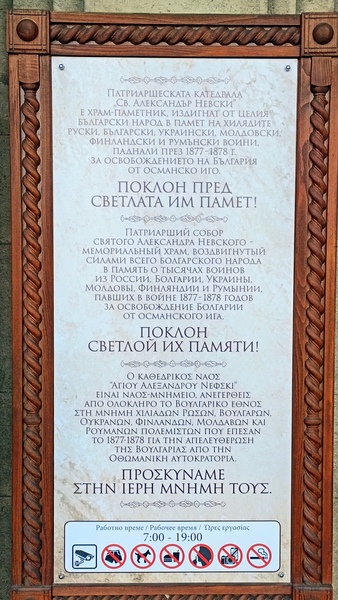 Патриаршеската катедрала
„Св. Александър Невски"
е храм-паметник, издигнат от целия
български народ в памет на хилядите
руски, български, украински, молдовски,
финландски и румънски воини,
паднали през 1877-1878 г.
за освобождението на България
от османско иго.
ПОКЛОН ПРЕД
СВЕТЛАТА ИМ ПАМЕТ!
Патриарший собор
святого Александра Невского -
мемориальный храм, воздвигнутый
силами всего болгарского народа
в память о тысячах воинов
из России, Болгарии, Украины,
Молдовы, Финляндии и Румынии,
павших в войне 1877-1878 годов
за освобождение Болгарии
от османского ига.
ПОКЛОН
СВЕТЛОЙ ИХ ПАМЯТИ!
Ο καθεδρικος ναος
"Αγιου Αλεξανδρου Νεφσκι"
ειναι ναος-μνημειο, ανεγερθεις
απο ολοκληρο το Βουλγαρικο εθνος
στη μνημη χιλιαδων Ρωσων, Βουλγαρων,
Ουκρανων, Φινλανδων, Μολδαβων και
Ρουμανων πολεμιστων που επεσαν
το 1877-1878 για την απελευθερωση
της Βουλγαριας απο την
Οθωμανικη αυτοκρατορια.
ΠΡΟΣΚΥΝΑΜΕ
ΣΤΗΝ ΙΕΡΗ ΜΝΗΜΗ ΤΟΥΣ.
Работно време / Рабочее время / Ώρες εργασίας
7:00 - 19:00